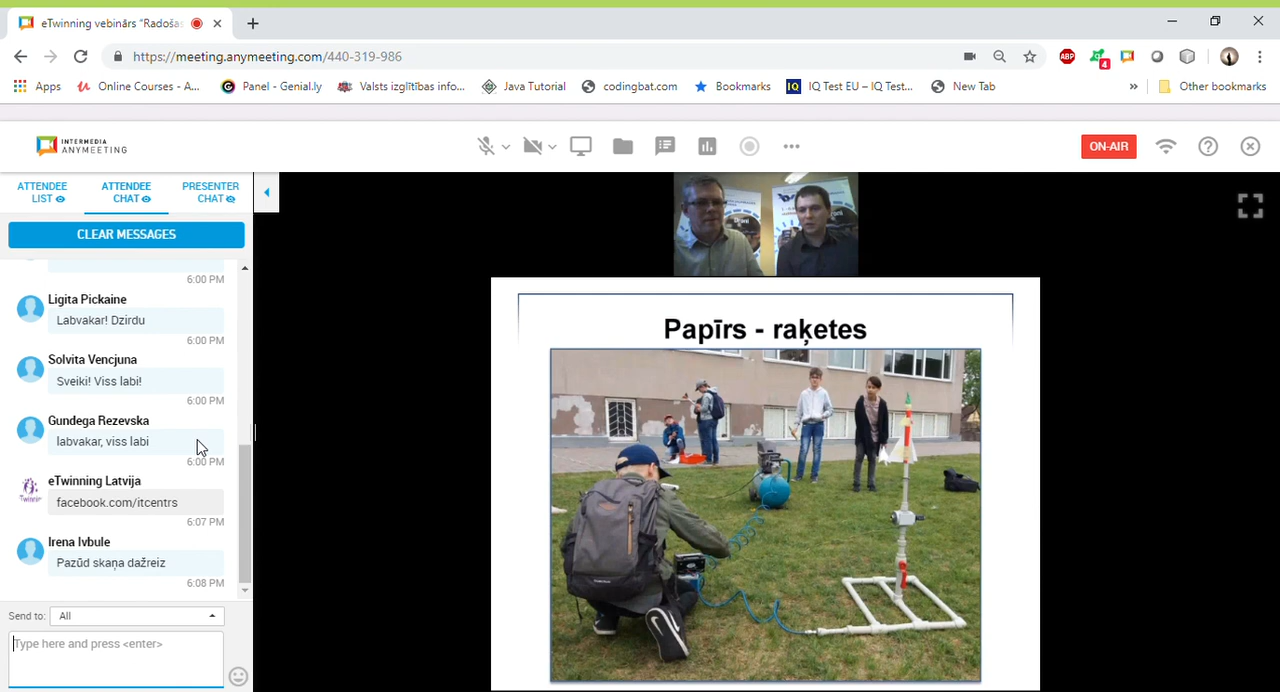 eTwinning vebinārs "Radošas
https://meeting.anymeeting.com/440-319-986
ABP
4
Apps
Online Courses - A...
Panel - Genial.ly
Valsts izglītības info...
Java Tutorial
codingbat.com
Bookmarks
IQ
IQ Test EU – IQ Test...
New Tab
»
Other bookmarks
INTERMEDIA
ANYMEETING
ON-AIR
ATTENDEE
LIST
ATTENDEE
CHAT
PRESENTER
CHAT
CLEAR MESSAGES
6:00 PM
Ligita Pickaine
Labvakar! Dzirdu
6:00 PM
Solvita Vencjuna
Sveiki! Viss labi!
6:00 PM
Gundega Rezevska
labvakar, viss labi
6:00 PM
eTwinning Latvija
facebook.com/itcentrs
6:07 PM
Irena Ivbule
Pazūd skaņa dažreiz
6:08 PM
Send to:
All
Type here and press <enter>
Papīrs - raķetes